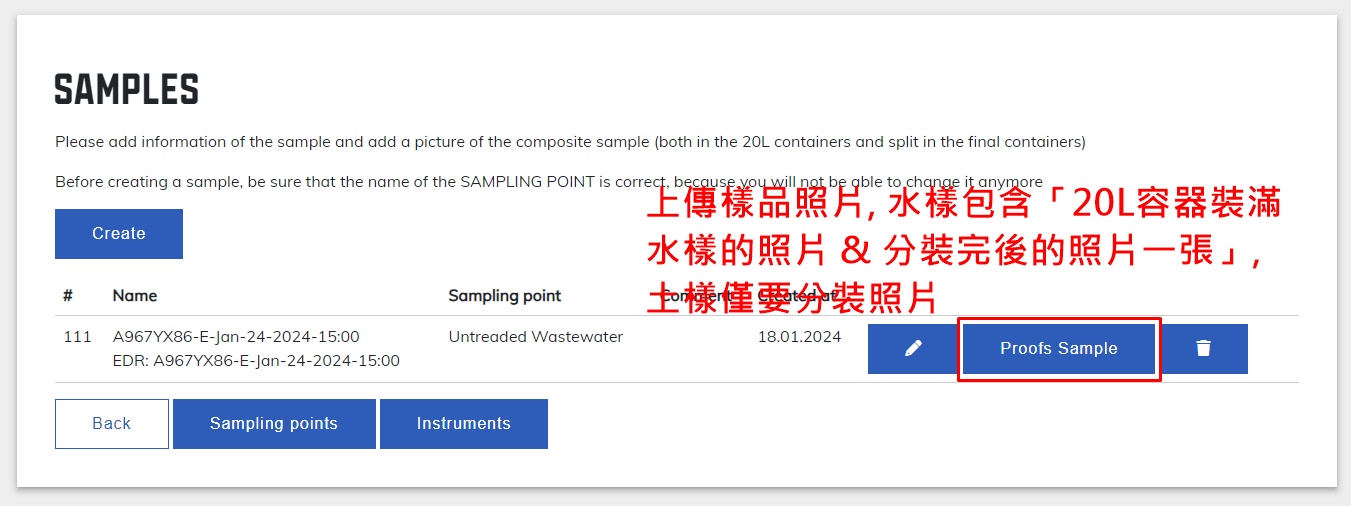 SAMPLES
Please add information of the sample and add a picture of the composite sample (both in the 20L containers and split in the final containers)
Before creating a sample, be sure that the name of the SAMPLING POINT is correct, because you will not be able to change it anymore
上傳樣品照片, 水樣包含「20L容器裝滿
水樣的照片 & 分裝完後的照片一張」,
土樣僅要分裝照片
Create
# Name Sampling point Comment Created at
111 A967YX86-E-Jan-24-2024-15:00 Untreaded Wastewater 18.01.2024 Proofs Sample
EDR: A967YX86-E-Jan-24-2024-15:00
Back Sampling points Instruments